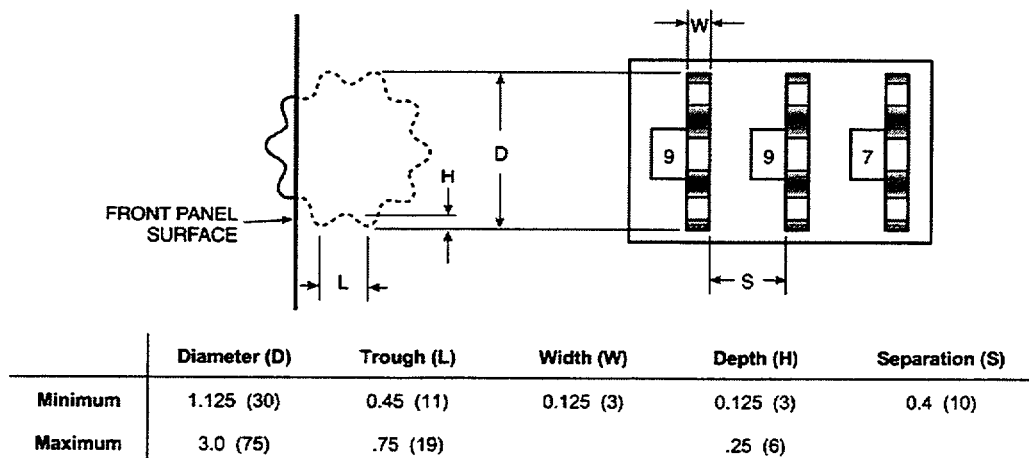 W
D
H
9 9 7
FRONT PANEL
SURFACE
L
S
Diameter (D) Trough (L) Width (W) Depth (H) Separation (S)
Minimum 1.125 (30) 0.45 (11) 0.125 (3) 0.125 (3) 0.4 (10)
Maximum 3.0 (75) .75 (19) .25 (6)